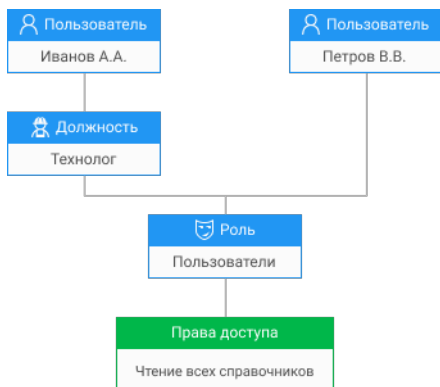 Пользователь
Иванов А.А.
Пользователь
Петров В.В.
Должность
Технолог
Роль
Пользователи
Права доступа
Чтение всех справочников